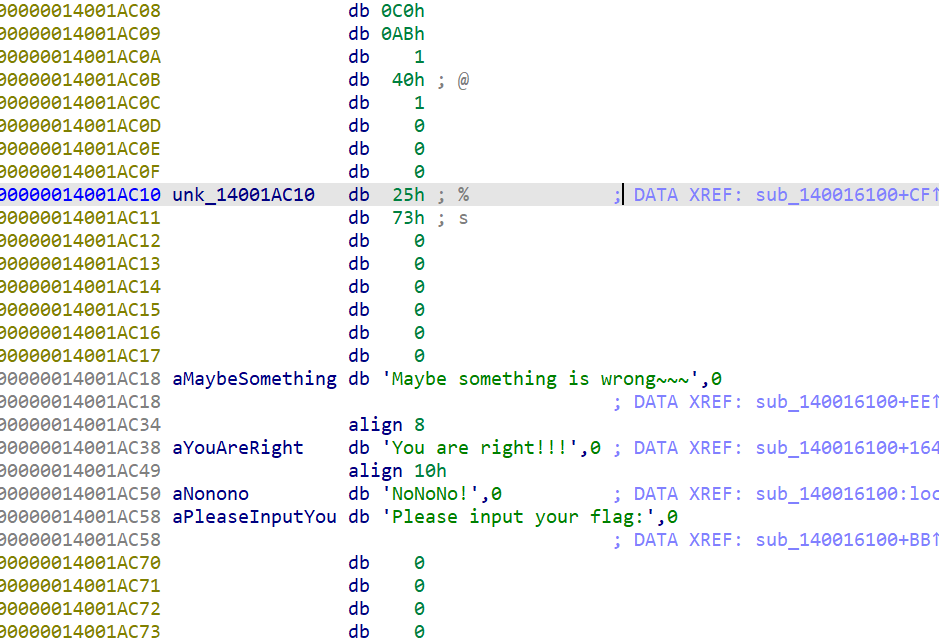 00000014001AC08 db 0C0h
00000014001AC09 db 0ABh
00000014001AC0A db 1
00000014001AC0B db 40h ; @
00000014001AC0C db 1
00000014001AC0D db 0
00000014001AC0E db 0
00000014001AC0F db 0
00000014001AC10 unk_14001AC10 db 25h ; % ; DATA XREF: sub_140016100+CF↑
00000014001AC11 db 73h ; s
00000014001AC12 db 0
00000014001AC13 db 0
00000014001AC14 db 0
00000014001AC15 db 0
00000014001AC16 db 0
00000014001AC17 db 0
00000014001AC18 aMaybeSomething db 'Maybe something is wrong~~~',0
00000014001AC18 ; DATA XREF: sub_140016100+EE↑
00000014001AC34 align 8
00000014001AC38 aYouAreRight db 'You are right!!!',0 ; DATA XREF: sub_140016100+164
00000014001AC49 align 10h
00000014001AC50 aNonono db 'NoNoNo!',0 ; DATA XREF: sub_140016100:loc
00000014001AC58 aPleaseInputYou db 'Please input your flag:',0
00000014001AC58 ; DATA XREF: sub_140016100+BB↑
00000014001AC70 db 0
00000014001AC71 db 0
00000014001AC72 db 0
00000014001AC73 db 0